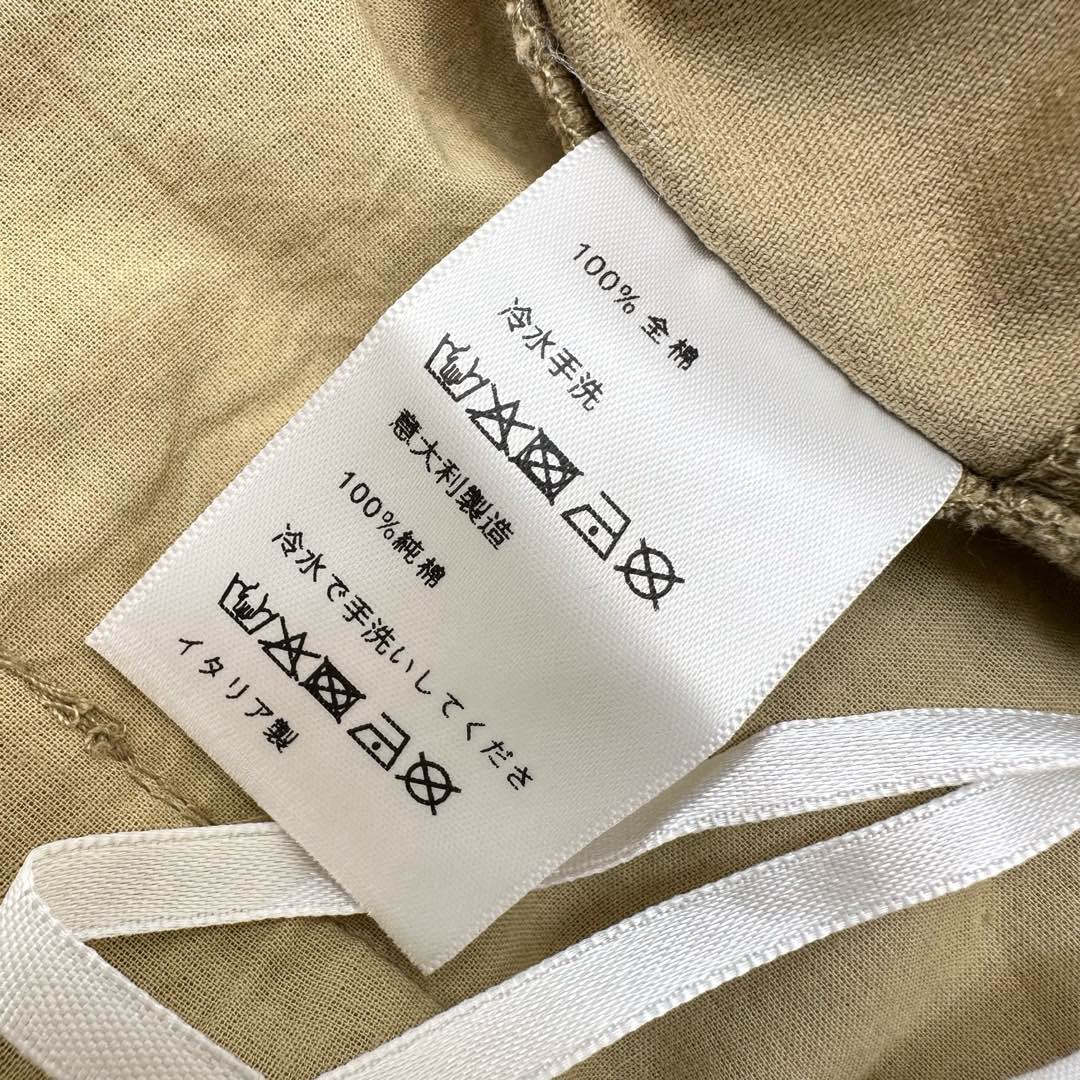 100% 全棉
冷水手洗
意大利製造
100%純棉
冷水で手洗いしてくださ
イタリア製